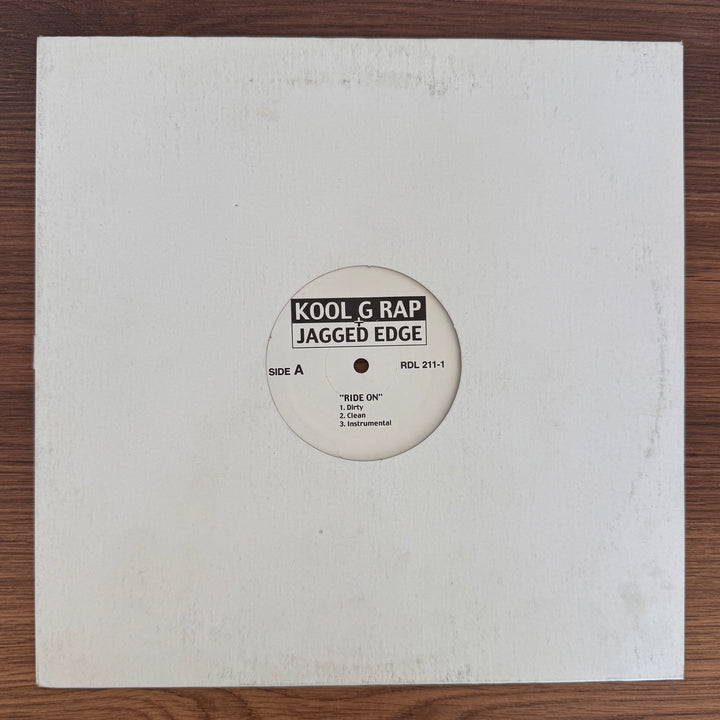 KOOL G RAP
+
JAGGED EDGE
SIDE A
RDL 211-1
"RIDE ON"
1. Dirty
2. Clean
3. Instrumental